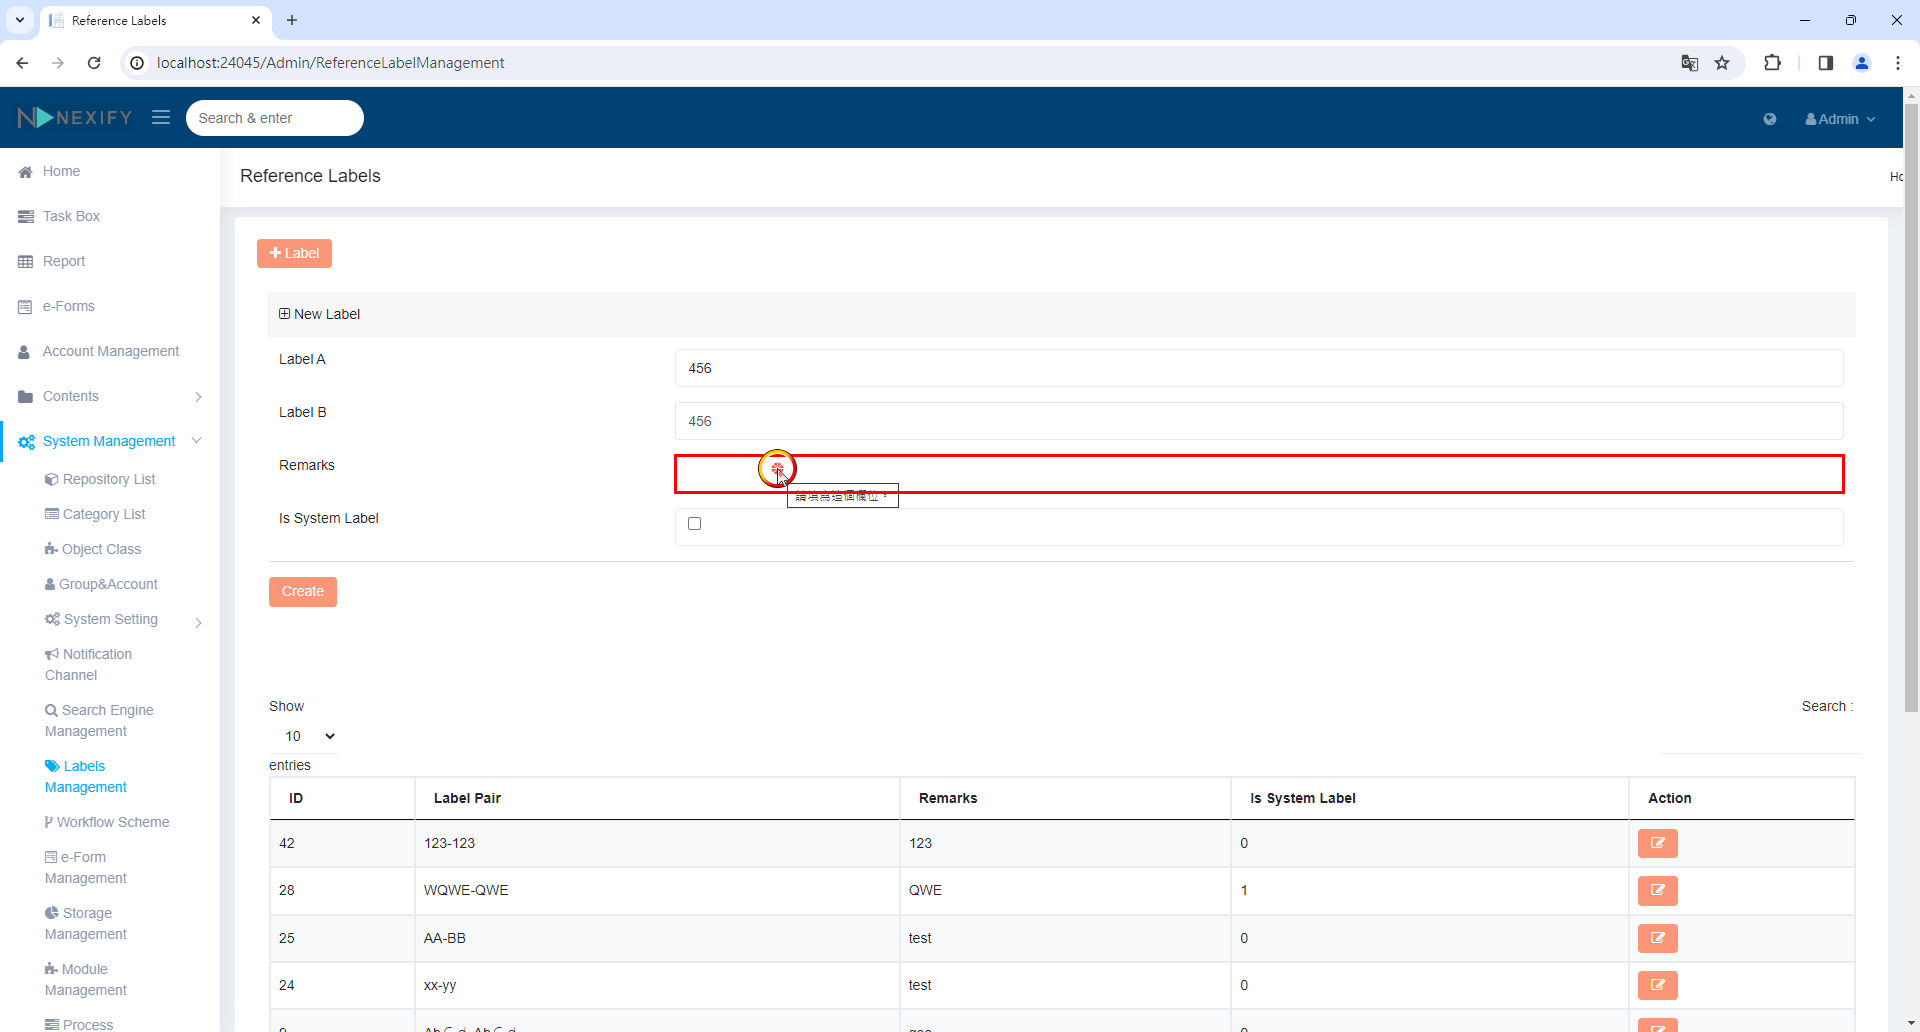 Reference Labels
localhost:24045/Admin/ReferenceLabelManagement
NEXIFY
Search & enter
Admin
Home
Task Box
Report
e-Forms
Account Management
Contents
System Management
Repository List
Category List
Object Class
Group&Account
System Setting
Notification
Channel
Search Engine
Management
Labels
Management
Workflow Scheme
e-Form
Management
Storage
Management
Module
Management
Process
Reference Labels
Ho
+ Label
New Label
Label A
456
Label B
456
Remarks
請填寫這個欄位。
Is System Label
Create
Show
10
entries
Search :
ID Label Pair Remarks Is System Label Action
42 123-123 123 0
28 WQWE-QWE QWE 1
25 AA-BB test 0
24 xx-yy test 0